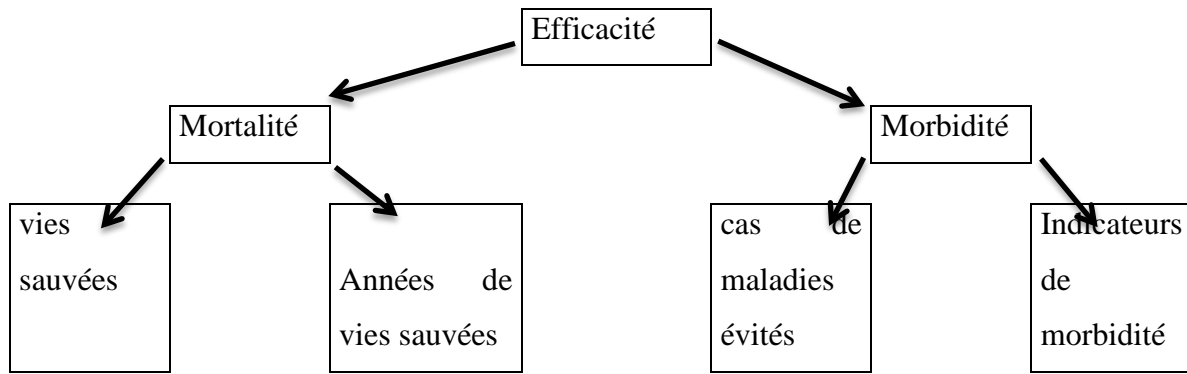 Efficacité
Mortalité
Morbidité
vies
sauvées
Années de
vies sauvées
cas de
maladies
évités
Indicateurs
de
morbidité